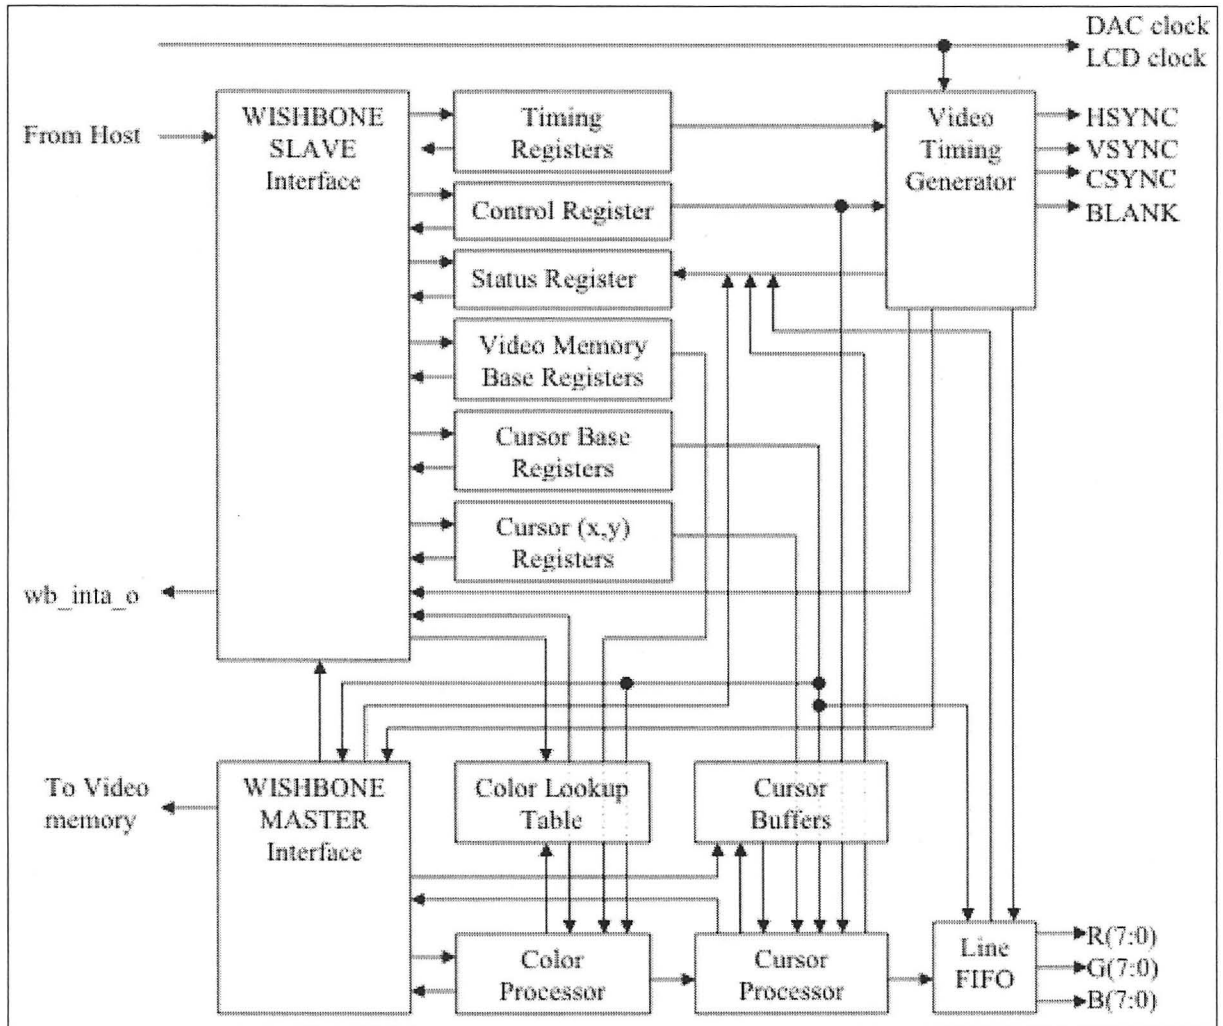 DAC clock
LCD clock
From Host
WISHBONE
SLAVE
Interface
Timing
Registers
Video
Timing
Generator
HSYNC
VSYNC
CSYNC
BLANK
Control Register
Status Register
Video Memory
Base Registers
Cursor Base
Registers
Cursor (x,y)
Registers
wb_inta_o
To Video
memory
WISHBONE
MASTER
Interface
Color Lookup
Table
Cursor
Buffers
Color
Processor
Cursor
Processor
Line
FIFO
R(7:0)
G(7:0)
B(7:0)